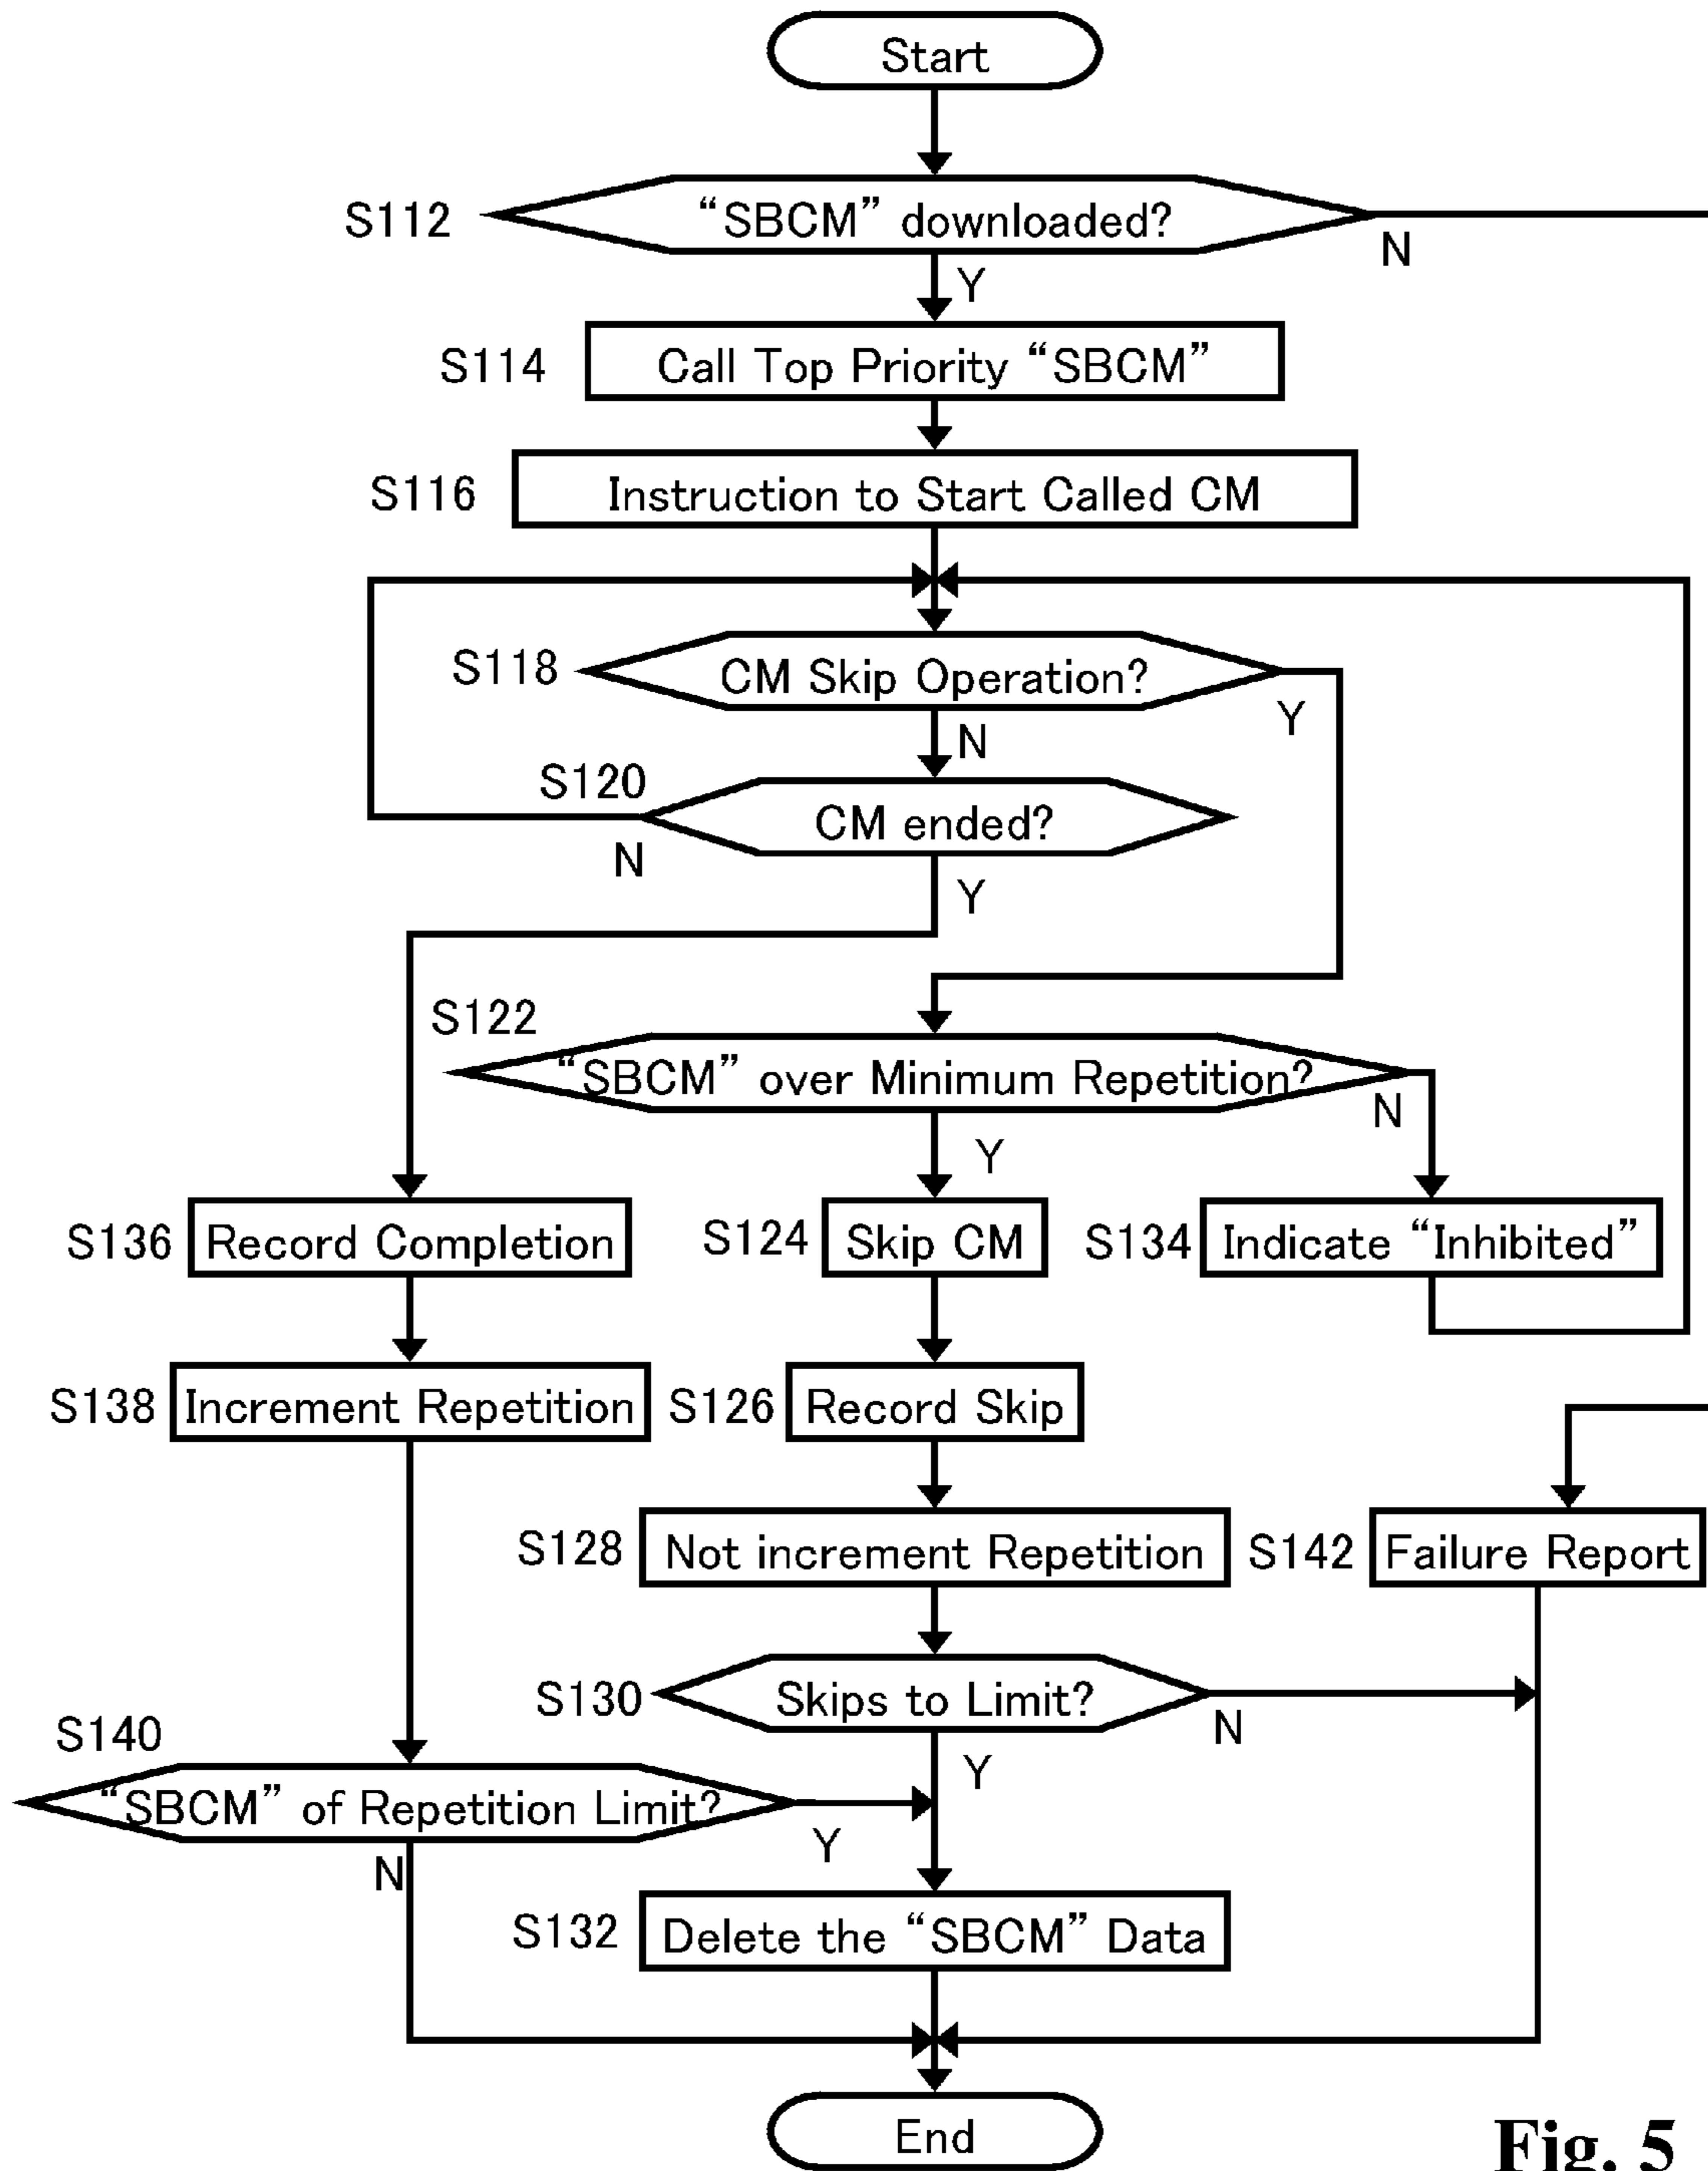 Start
S112
“SBCM” downloaded?
N
Y
S114
Call Top Priority “SBCM”
S116
Instruction to Start Called CM
S118
CM Skip Operation?
Y
N
S120
CM ended?
N
Y
S122
“SBCM” over Minimum Repetition?
N
Y
S136
Record Completion
S124
Skip CM
S134
Indicate “Inhibited”
S138
Increment Repetition
S126
Record Skip
S128
Not increment Repetition
S142
Failure Report
S130
Skips to Limit?
N
Y
S140
“SBCM” of Repetition Limit?
Y
N
S132
Delete the “SBCM” Data
End
Fig. 5